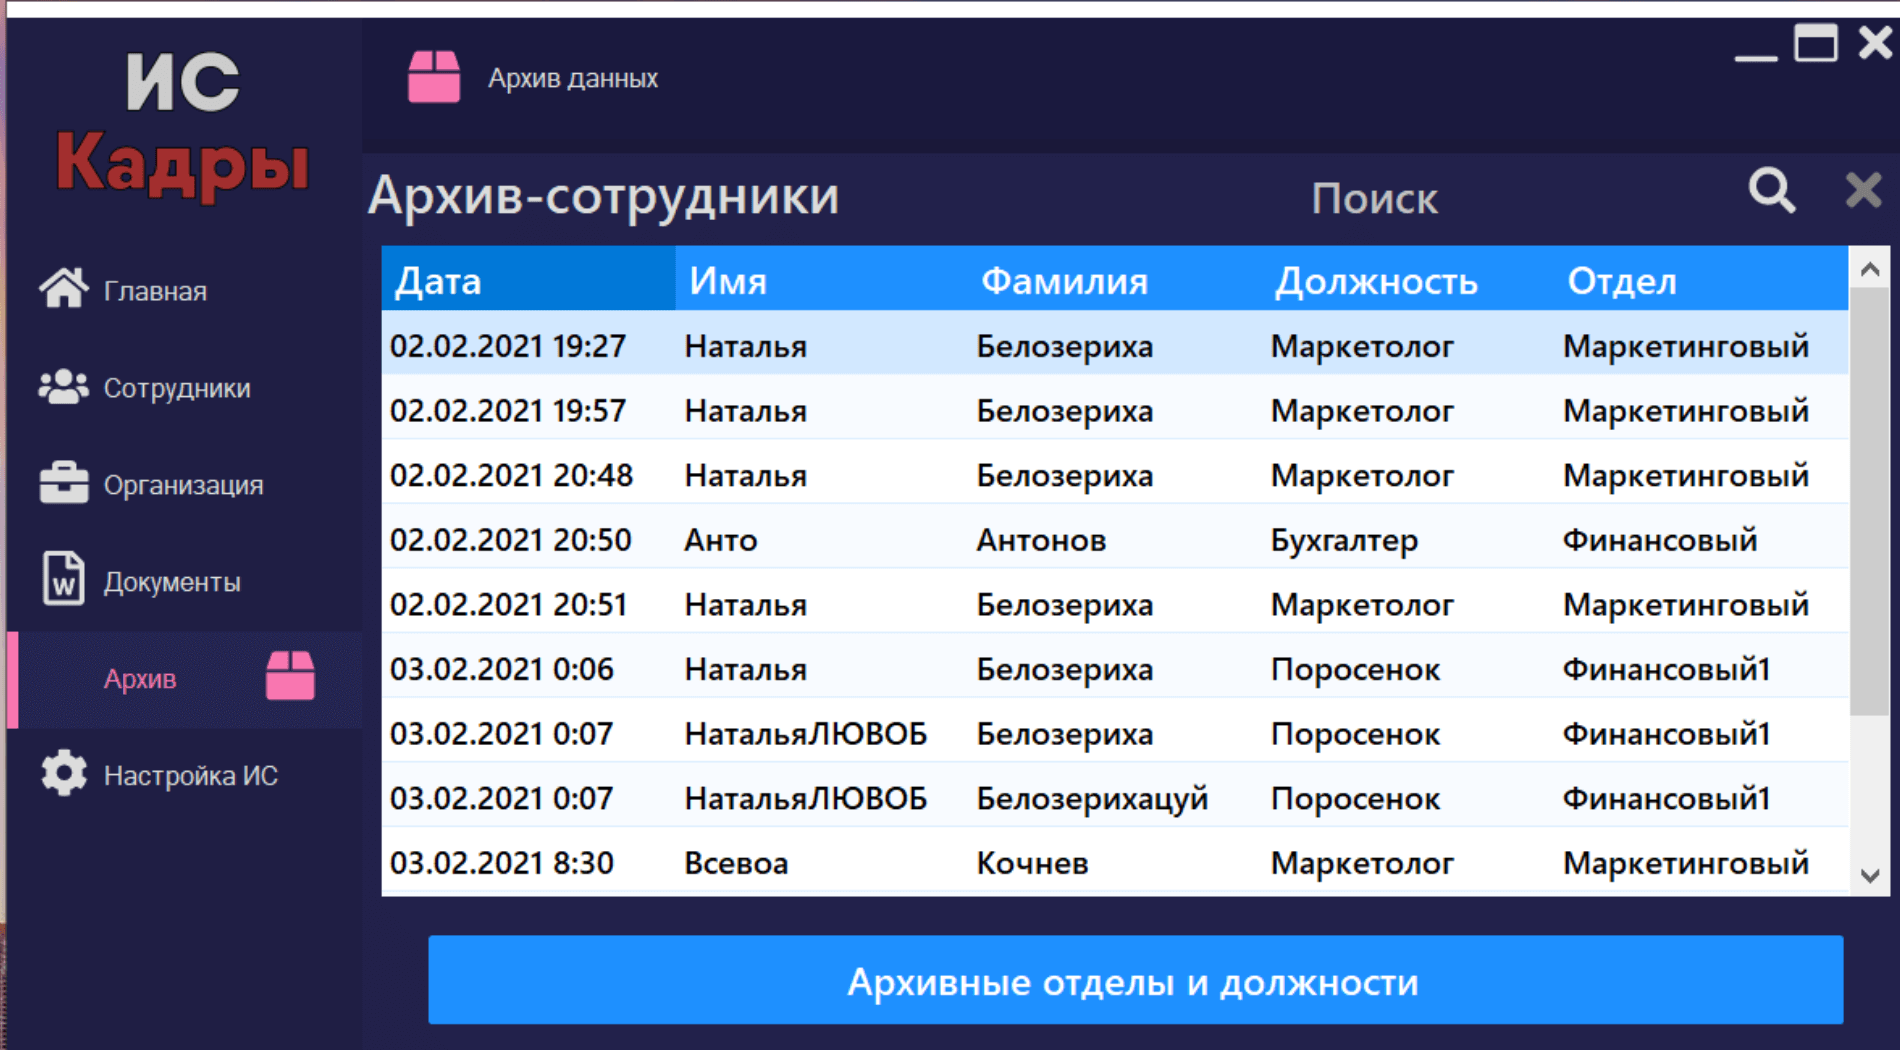 ИС
Кадры
Архив данных
Главная
Сотрудники
Организация
W
Документы
Архив
Настройка ИС
Архив-сотрудники
Поиск
Дата Имя Фамилия Должность Отдел
02.02.2021 19:27 Наталья Белозериха Маркетолог Маркетинговый
02.02.2021 19:57 Наталья Белозериха Маркетолог Маркетинговый
02.02.2021 20:48 Наталья Белозериха Маркетолог Маркетинговый
02.02.2021 20:50 Анто Антонов Бухгалтер Финансовый
02.02.2021 20:51 Наталья Белозериха Маркетолог Маркетинговый
03.02.2021 0:06 Наталья Белозериха Поросенок Финансовый1
03.02.2021 0:07 НатальяЛЮВОБ Белозериха Поросенок Финансовый1
03.02.2021 0:07 НатальяЛЮВОБ Белозерихацуй Поросенок Финансовый1
03.02.2021 8:30 Всевоа Кочнев Маркетолог Маркетинговый
Архивные отделы и должности